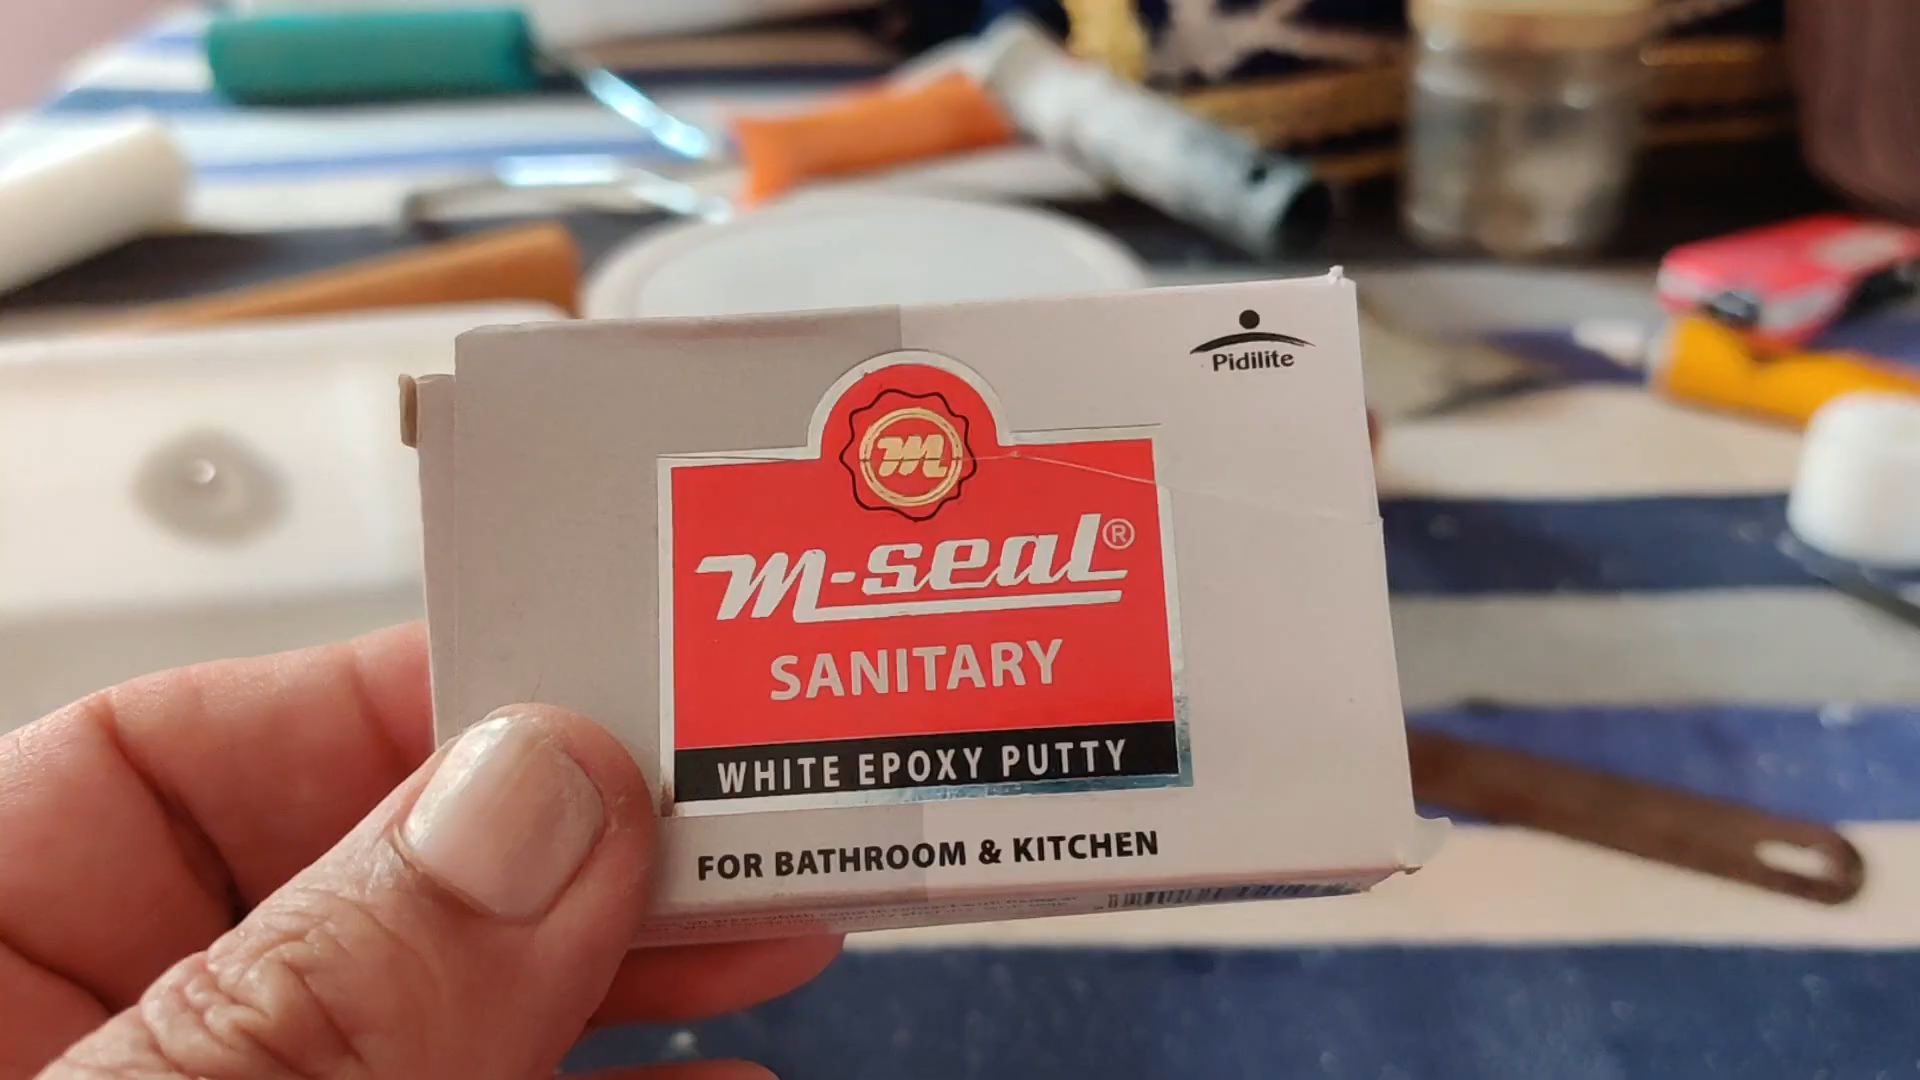 Pidilite
m
m-seal®
SANITARY
WHITE EPOXY PUTTY
FOR BATHROOM & KITCHEN